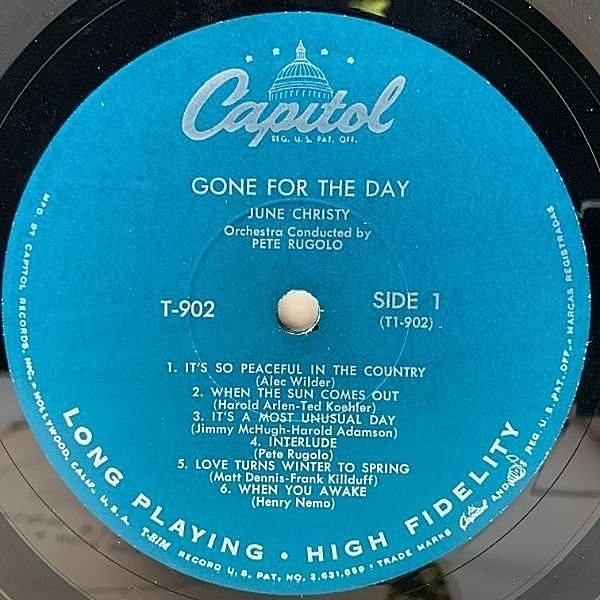 Capitol
REG. U.S. PAT. OFF.
GONE FOR THE DAY
JUNE CHRISTY
Orchestra Conducted by
PETE RUGOLO
T-902
SIDE 1
(T1-902)
1. IT'S SO PEACEFUL IN THE COUNTRY
(Alec Wilder)
2. WHEN THE SUN COMES OUT
(Harold Arlen-Ted Koehler)
3. IT'S A MOST UNUSUAL DAY
(Jimmy McHugh-Harold Adamson)
4. INTERLUDE
(Pete Rugolo)
5. LOVE TURNS WINTER TO SPRING
(Matt Dennis-Frank Killduff)
6. WHEN YOU AWAKE
(Henry Nemo)
LONG PLAYING • HIGH FIDELITY
MFD. BY CAPITOL RECORDS, INC. • HOLLYWOOD, CALIF. U. S. A. T-RIM RECORD U. S. PAT. NO. 2,631,859 • TRADE MARKS Capitol AND REG. U. S. PAT. OFF. MARCAS REGISTRADAS